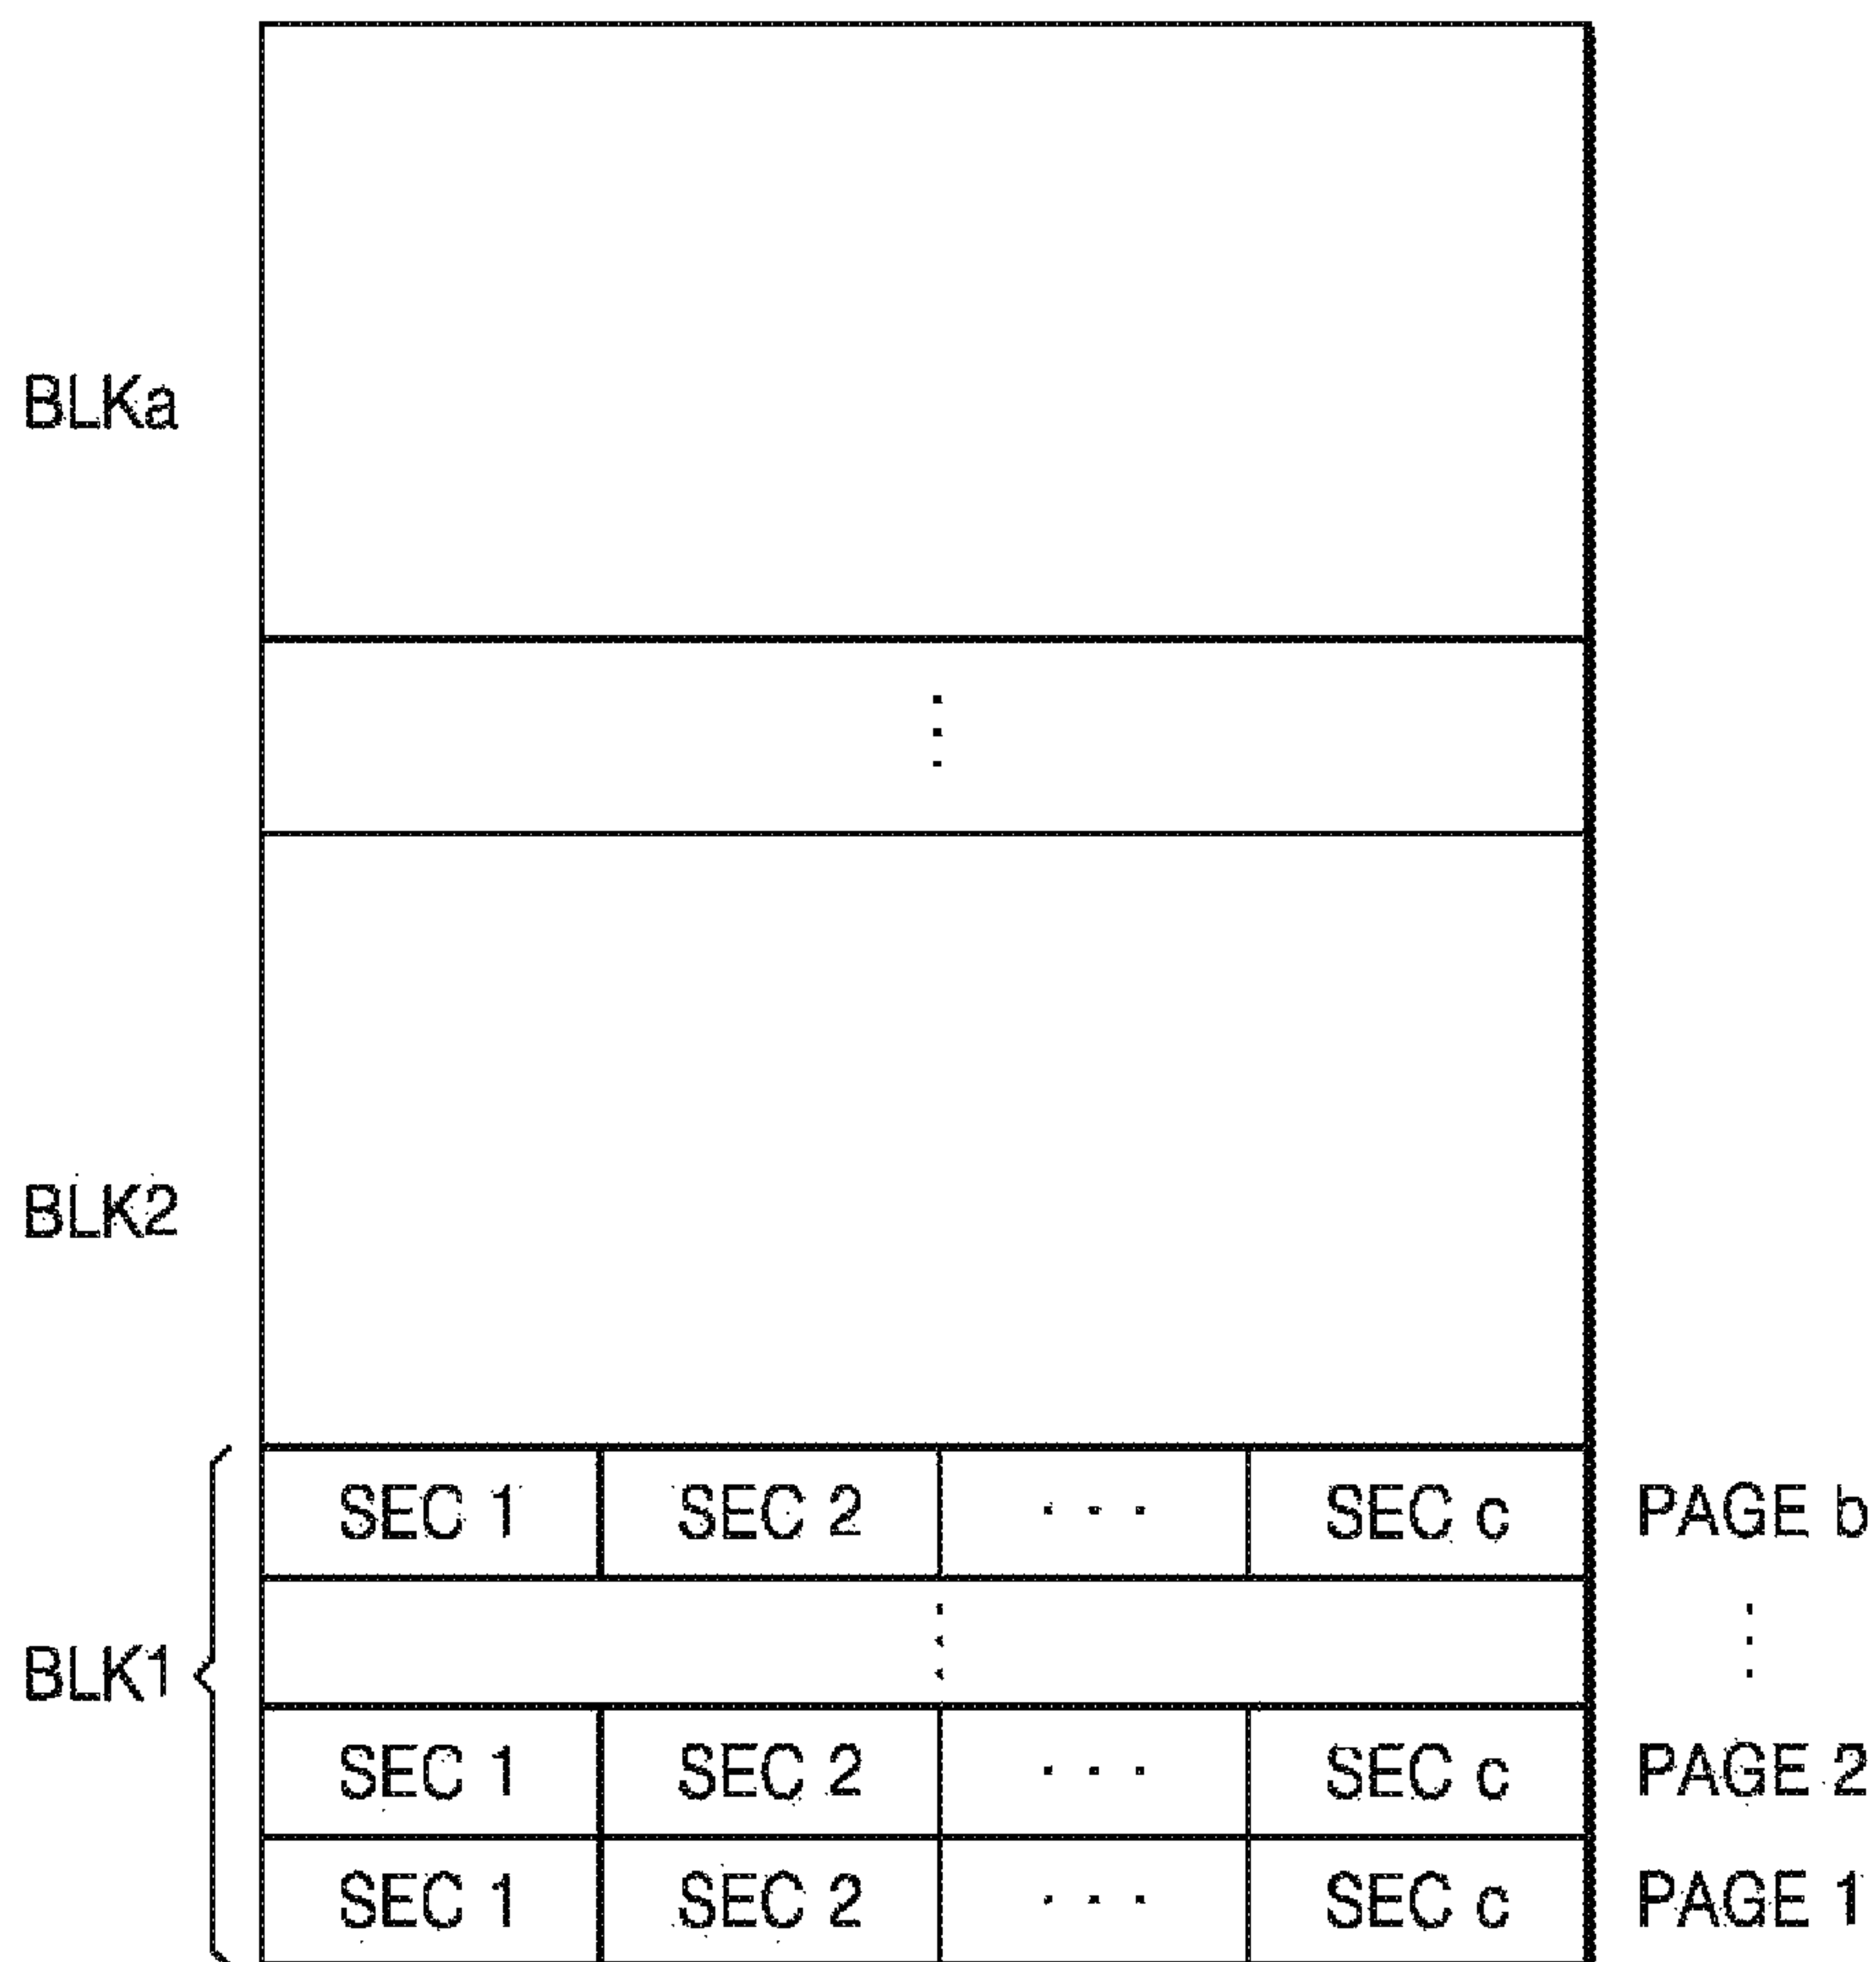 BLKa
⋮
BLK2
SEC 1 SEC 2 ··· SEC c PAGE b
BLK1 ⋮ ⋮
SEC 1 SEC 2 ··· SEC c PAGE 2
SEC 1 SEC 2 ··· SEC c PAGE 1